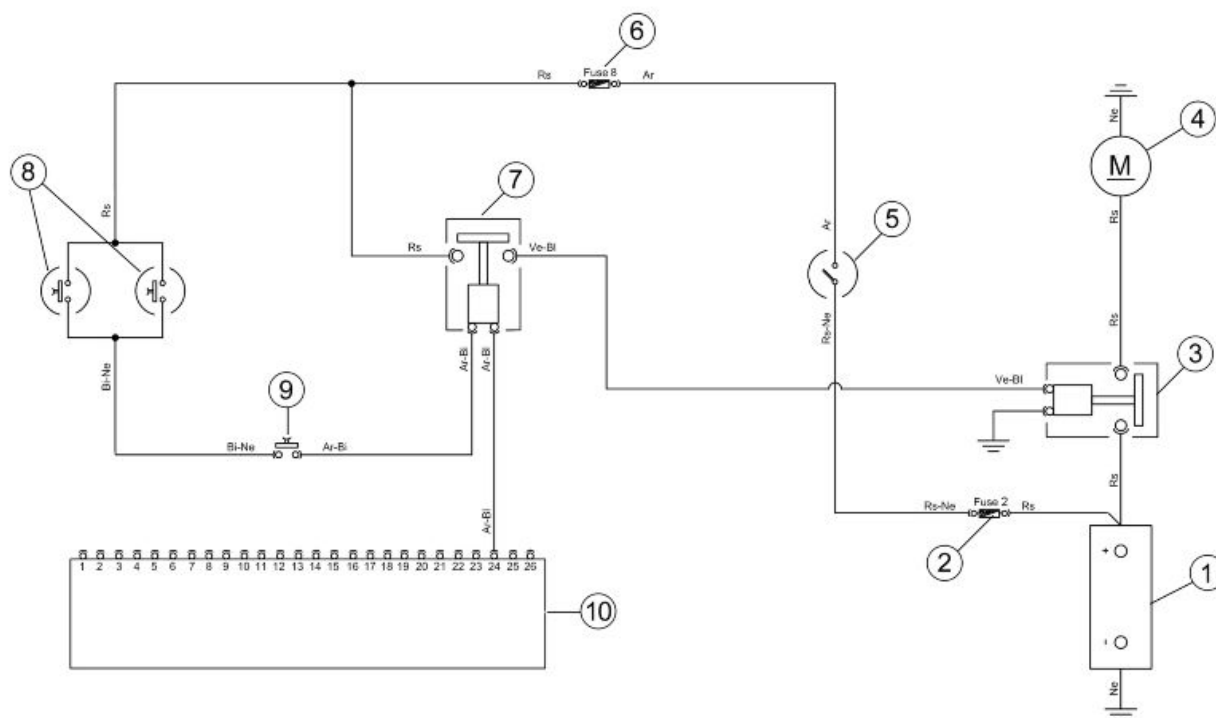 6
Rs
Fuse 8
Ar
Ne
4
M
8
7
Rs
Rs
Ve-Bl
Ar
5
Rs
Rs
3
Rs-Ne
Ve-Bl
Ar-Bi
Ar-Bl
Bi-Ne
9
Bi-Ne
Ar-Bi
Rs
Rs-Ne
Fuse 2
Rs
Ar-Bl
2
1 2 3 4 5 6 7 8 9 10 11 12 13 14 15 16 17 18 19 20 21 22 23 24 25 26
+
1
10
-
Ne